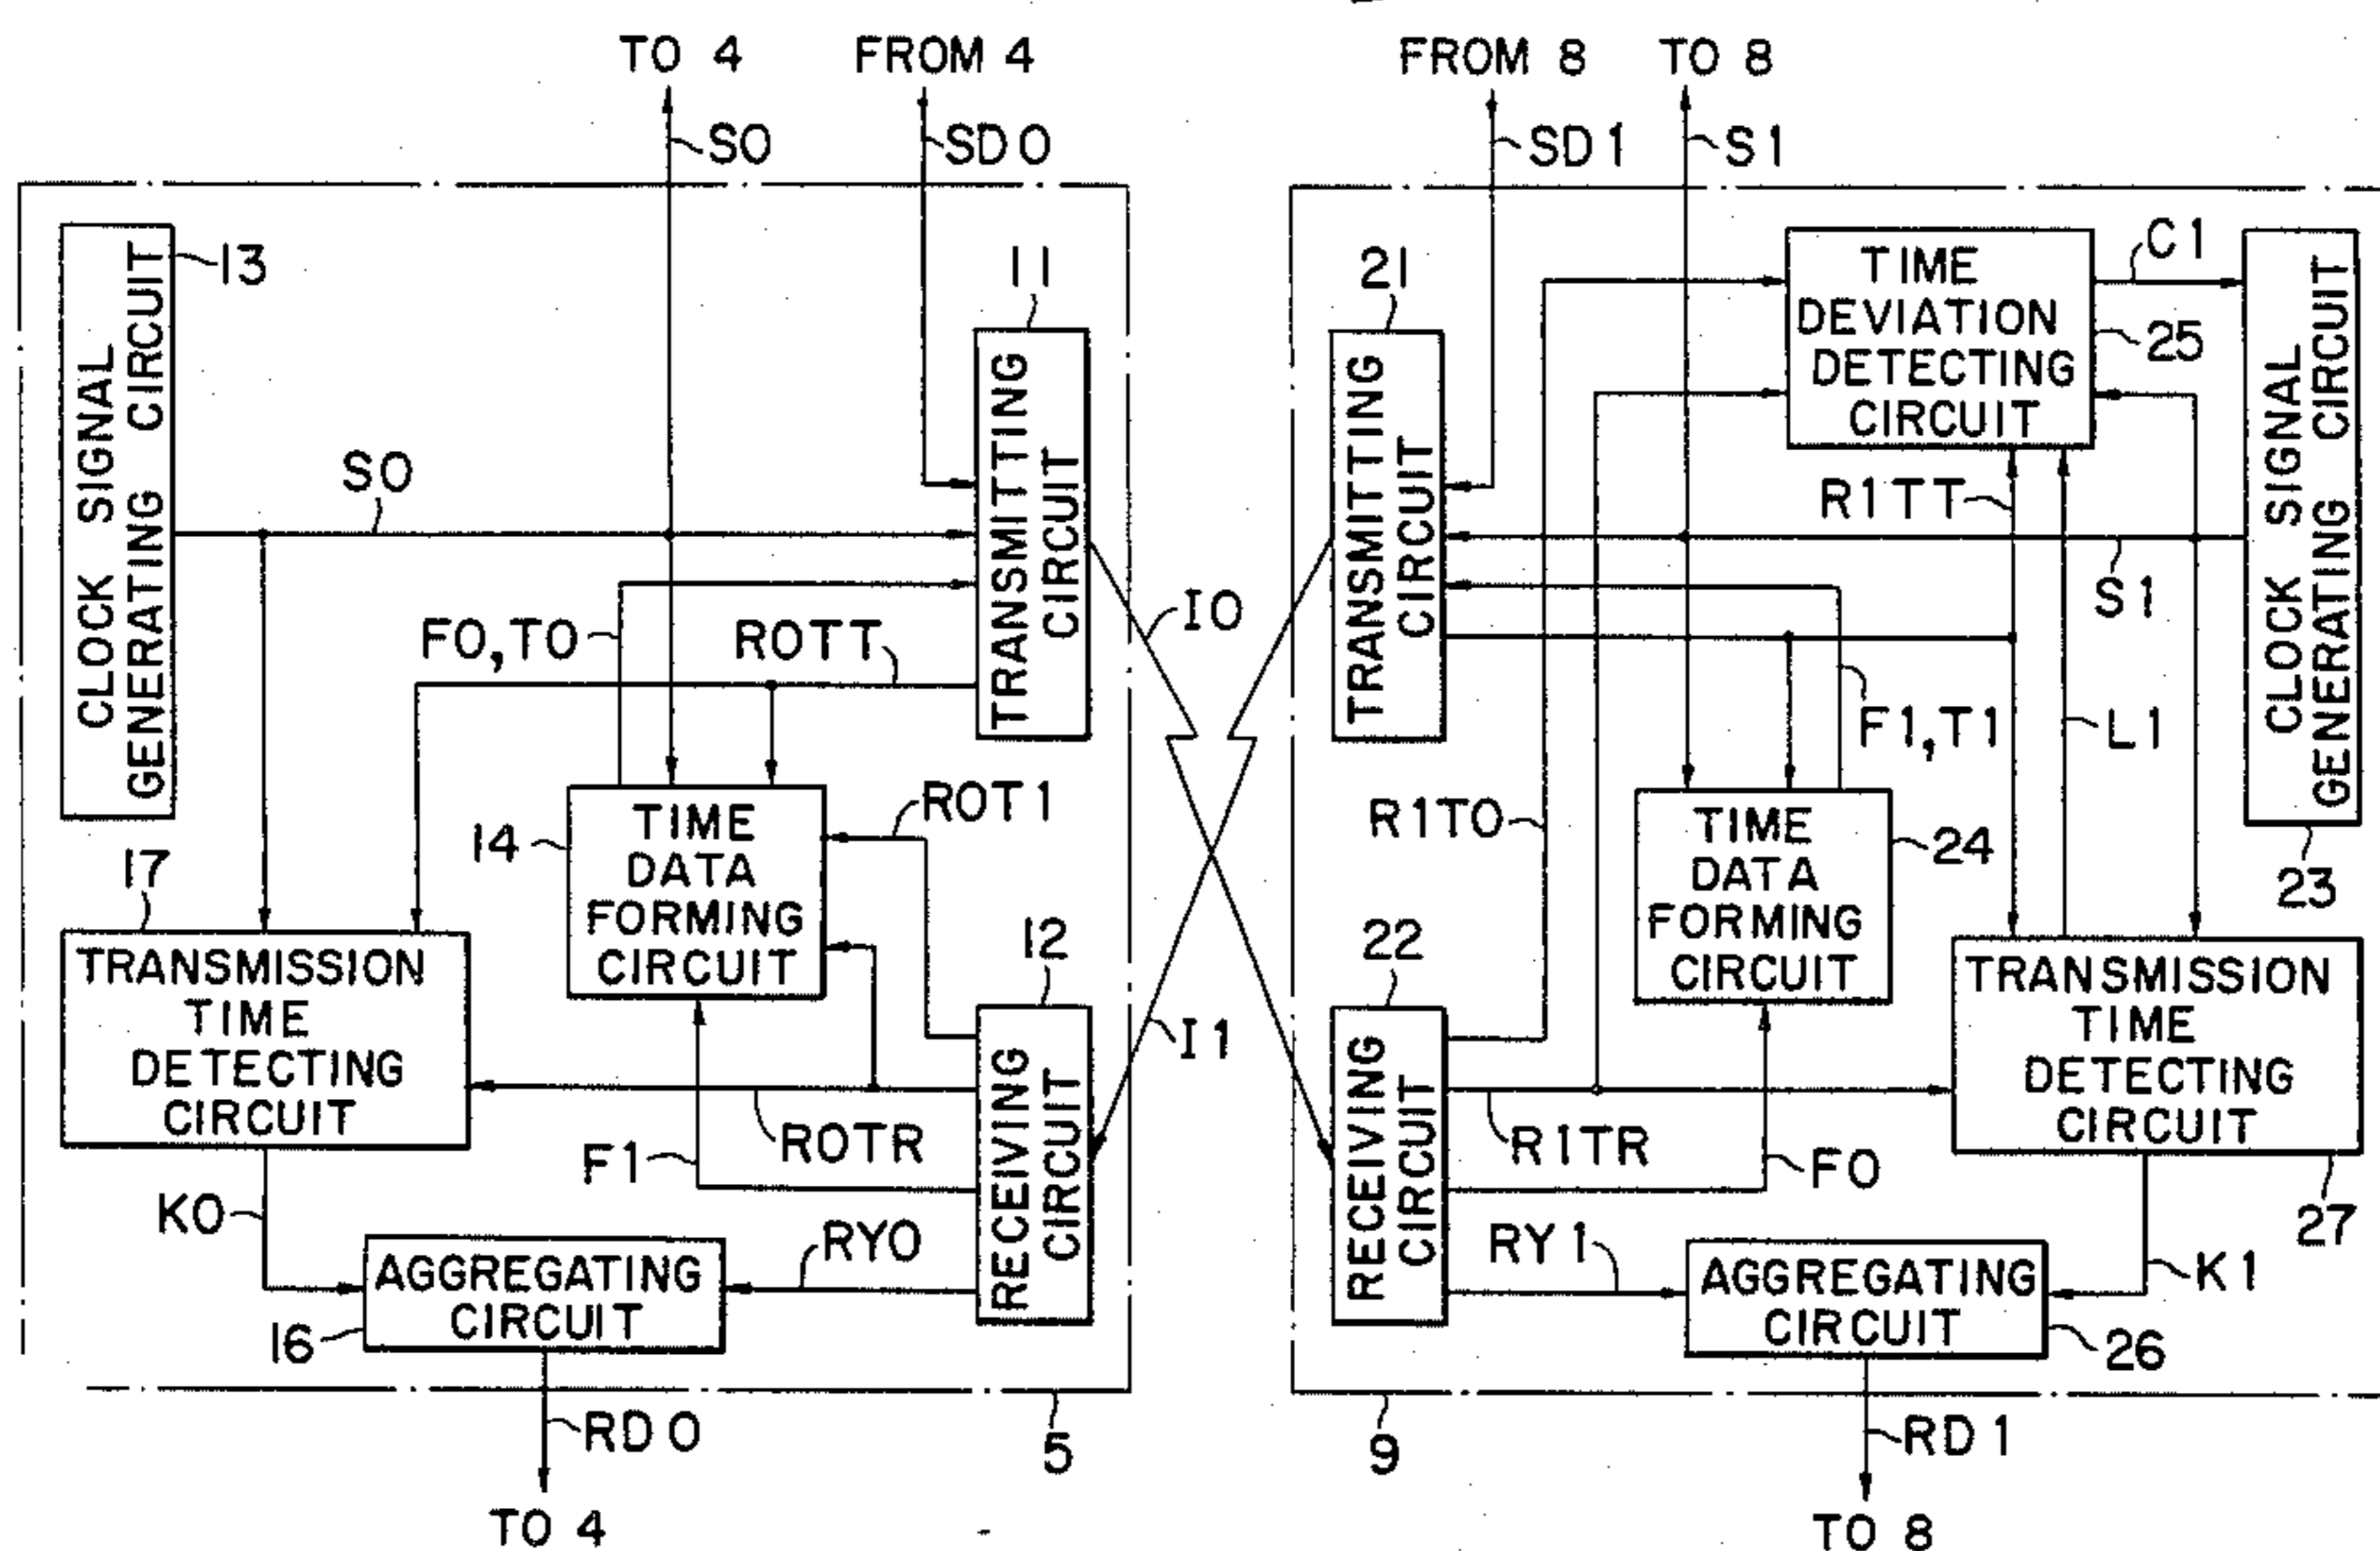 TO 4
FROM 4
FROM 8
TO 8
S0
SD0
SD1
S1
CLOCK SIGNAL
GENERATING CIRCUIT
13
11
TRANSMITTING
CIRCUIT
S0
F0,T0
R0TT
I0
14
TIME
DATA
FORMING
CIRCUIT
R0T1
17
TRANSMISSION
TIME
DETECTING
CIRCUIT
12
RECEIVING
CIRCUIT
I1
R0TR
F1
K0
RY0
AGGREGATING
CIRCUIT
16
RD0
5
TO 4
21
TRANSMITTING
CIRCUIT
TIME
DEVIATION
DETECTING
CIRCUIT
C1
25
CLOCK SIGNAL
GENERATING CIRCUIT
23
R1TT
S1
F1,T1
L1
R1T0
TIME
DATA
FORMING
CIRCUIT
24
22
RECEIVING
CIRCUIT
TRANSMISSION
TIME
DETECTING
CIRCUIT
27
R1TR
F0
RY1
K1
AGGREGATING
CIRCUIT
26
9
RD1
TO 8